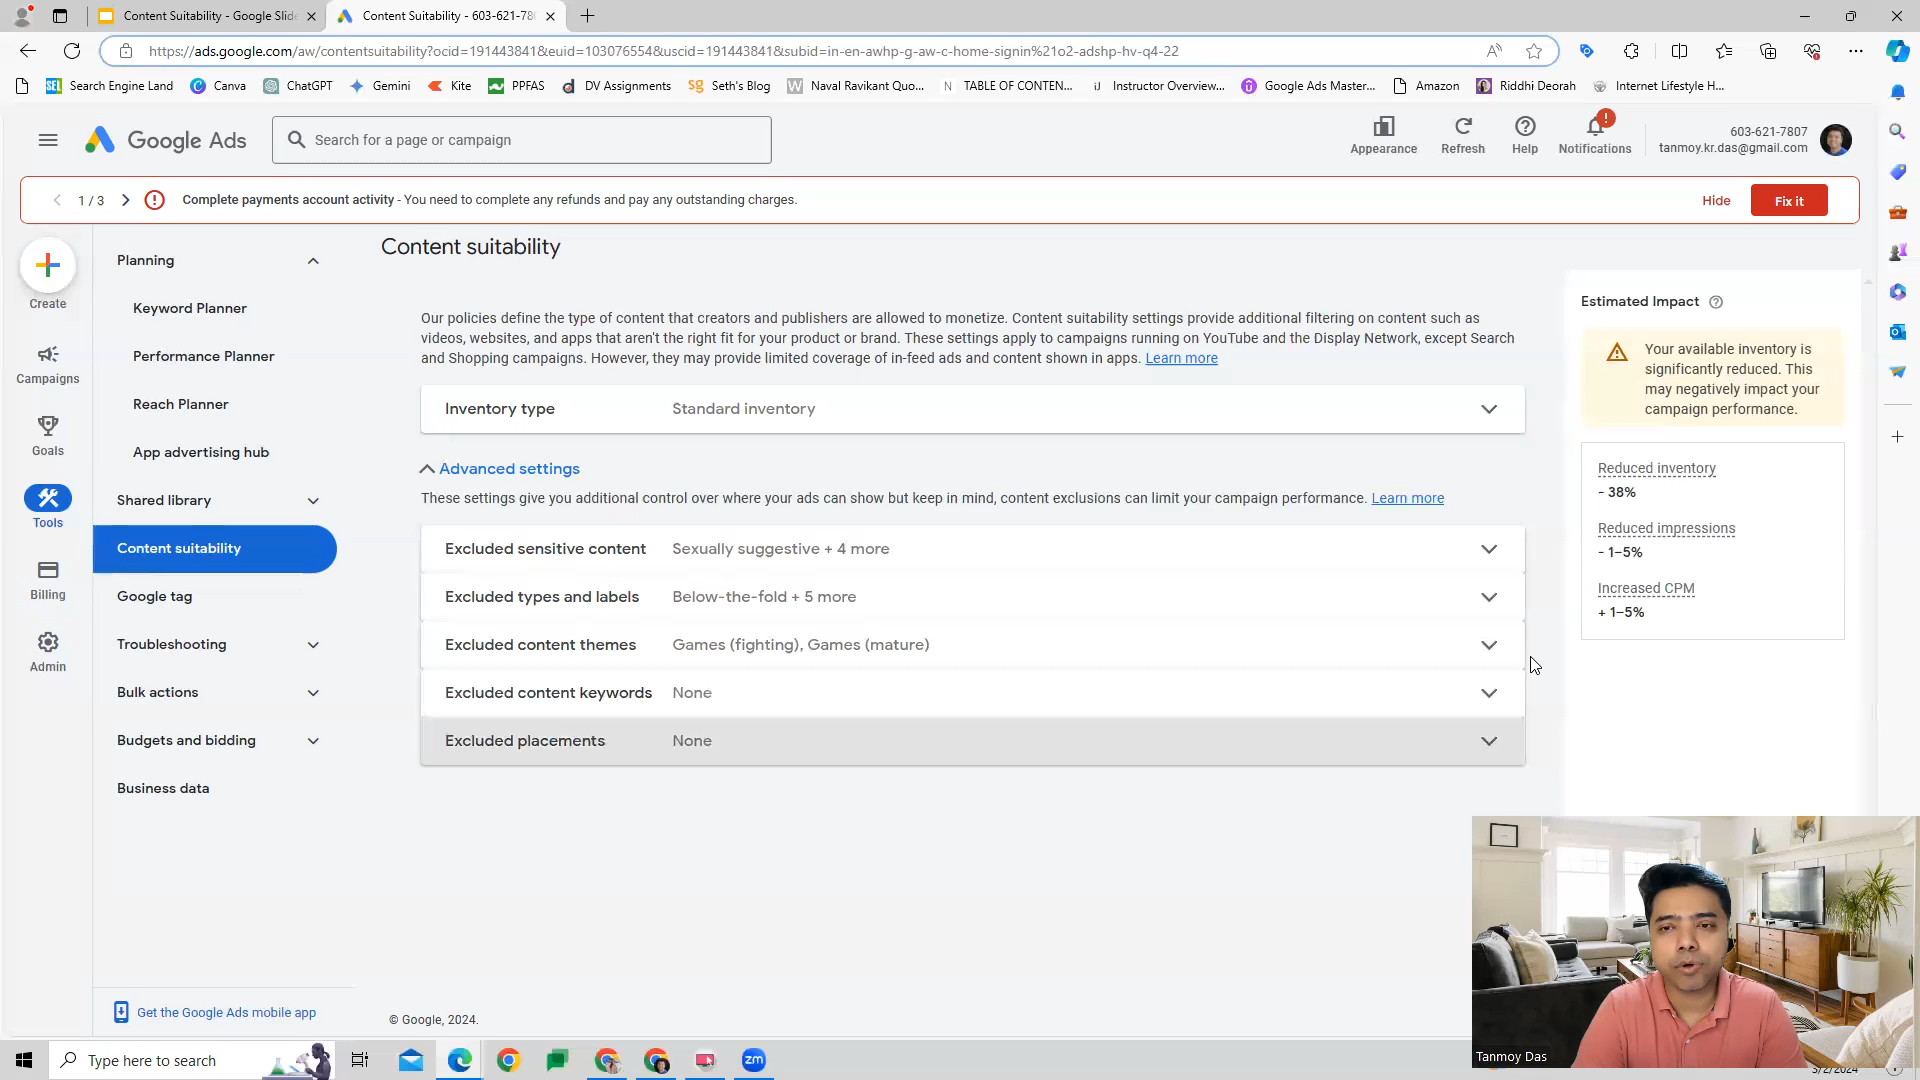 Content Suitability - Google Slide
Content Suitability - 603-621-78
https://ads.google.com/aw/contentsuitability?ocid=191443841&euid=103076554&uscid=191443841&subid=in-en-awhp-g-aw-c-home-signin%21o2-adshp-hv-q4-22
SEL Search Engine Land
Canva
ChatGPT
Gemini
Kite
PPFAS
DV Assignments
Seth's Blog
Naval Ravikant Quo...
TABLE OF CONTEN...
Instructor Overview...
Google Ads Master...
Amazon
Riddhi Deorah
Internet Lifestyle H...
Google Ads
Search for a page or campaign
Appearance
Refresh
Help
Notifications
603-621-7807
tanmoy.kr.das@gmail.com
1 / 3
Complete payments account activity - You need to complete any refunds and pay any outstanding charges.
Hide
Fix it
Create
Campaigns
Goals
Tools
Billing
Admin
Planning
Keyword Planner
Performance Planner
Reach Planner
App advertising hub
Shared library
Content suitability
Google tag
Troubleshooting
Bulk actions
Budgets and bidding
Business data
Get the Google Ads mobile app
Content suitability
Our policies define the type of content that creators and publishers are allowed to monetize. Content suitability settings provide additional filtering on content such as
videos, websites, and apps that aren't the right fit for your product or brand. These settings apply to campaigns running on YouTube and the Display Network, except Search
and Shopping campaigns. However, they may provide limited coverage of in-feed ads and content shown in apps. Learn more
Inventory type Standard inventory
Advanced settings
These settings give you additional control over where your ads can show but keep in mind, content exclusions can limit your campaign performance. Learn more
Excluded sensitive content Sexually suggestive + 4 more
Excluded types and labels Below-the-fold + 5 more
Excluded content themes Games (fighting), Games (mature)
Excluded content keywords None
Excluded placements None
© Google, 2024.
Estimated Impact
Your available inventory is
significantly reduced. This
may negatively impact your
campaign performance.
Reduced inventory
- 38%
Reduced impressions
- 1–5%
Increased CPM
+ 1–5%
Tanmoy Das
Type here to search
zm
3/2/2024